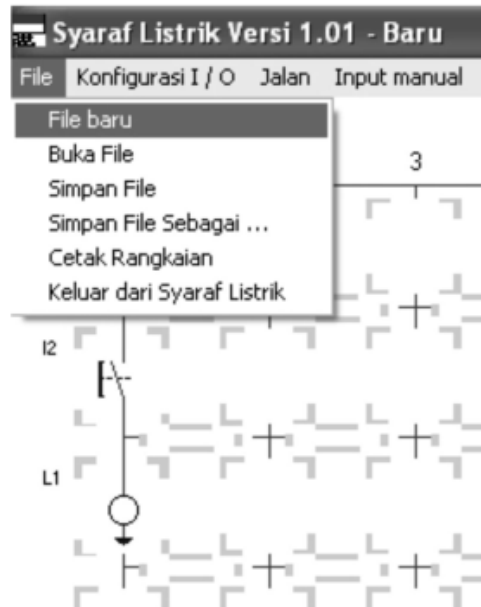 Syaraf Listrik Versi 1.01 - Baru
File Konfigurasi I / O Jalan Input manual
File baru
Buka File
3
Simpan File
Simpan File Sebagai ...
Cetak Rangkaian
Keluar dari Syaraf Listrik
I2
L1